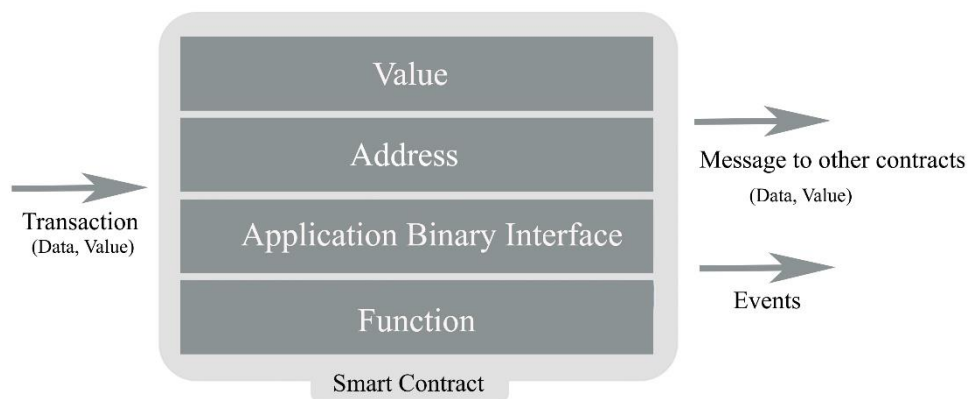 Value
Address
Application Binary Interface
Function
Smart Contract
Transaction
(Data, Value)
Message to other contracts
(Data, Value)
Events